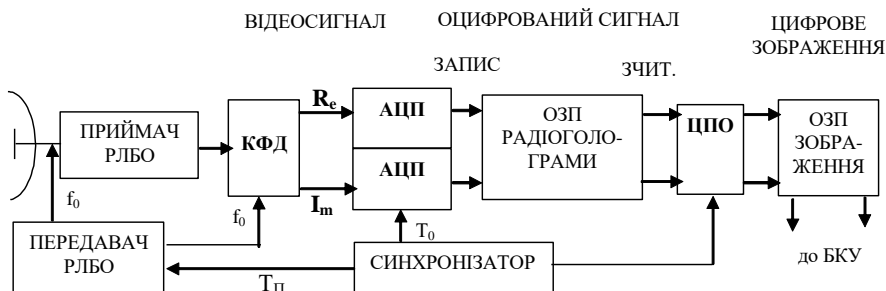 ВІДЕОСИГНАЛ
ОЦИФРОВАНИЙ СИГНАЛ
ЦИФРОВЕ
ЗОБРАЖЕННЯ
ЗАПИС
ЗЧИТ.
ПРИЙМАЧ
РЛБО
КФД
Re
Im
АЦП
АЦП
ОЗП
РАДІОГОЛО-
ГРАМИ
ЦПО
ОЗП
ЗОБРА-
ЖЕННЯ
f0
f0
T0
ПЕРЕДАВАЧ
РЛБО
TП
СИНХРОНІЗАТОР
до БКУ